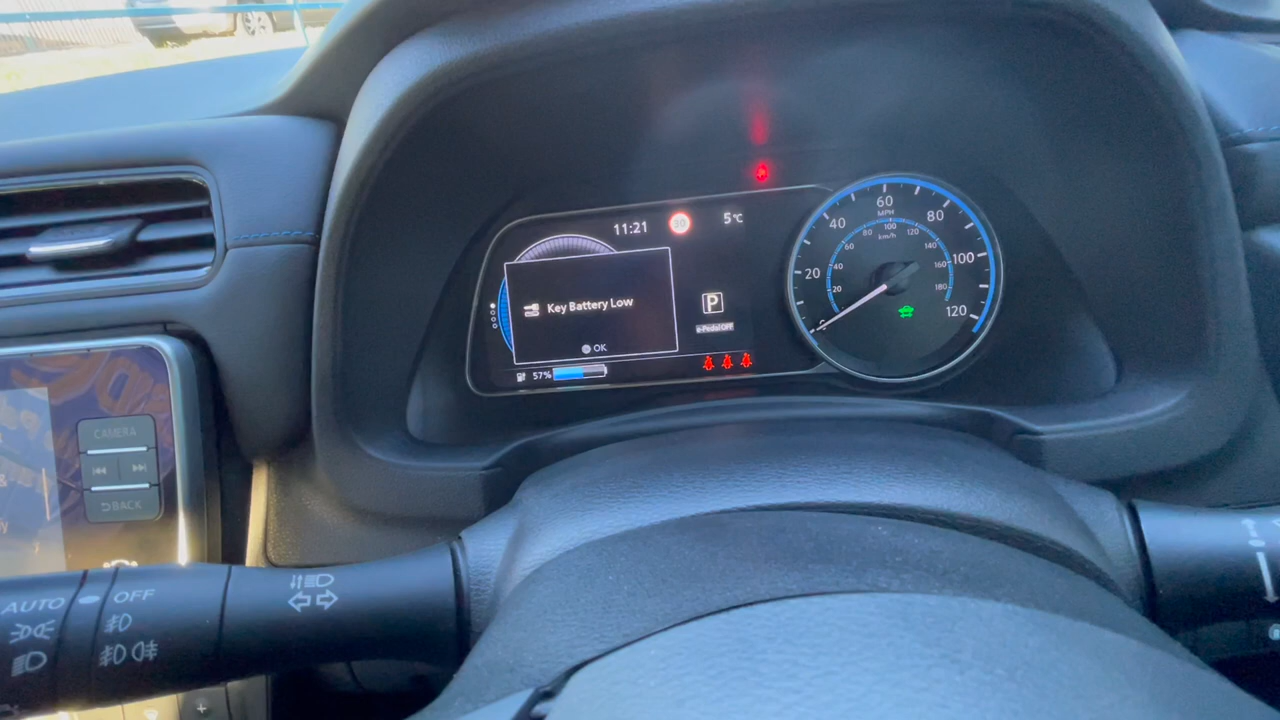 11:21
30
5°C
Key Battery Low
OK
P
e-Pedal OFF
57%
20
40
60
80
100
120
MPH
km/h
20
40
60
80
100
120
140
160
180
CAMERA
BACK
AUTO
OFF